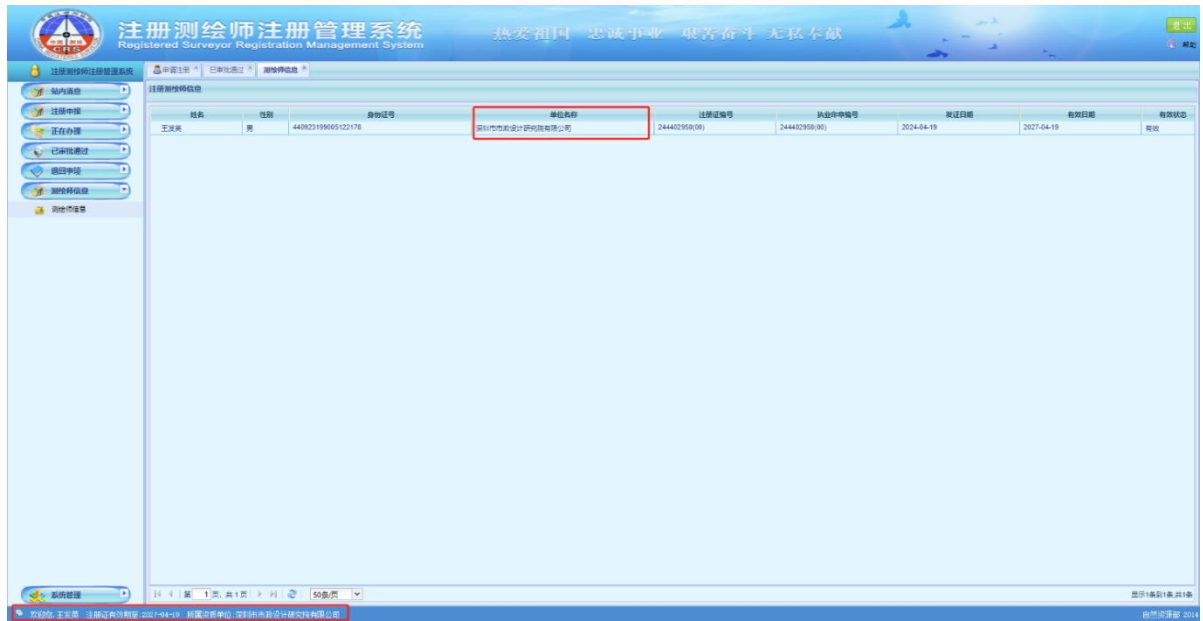 注册测绘师注册管理系统
Registered Surveyor Registration Management System
热爱祖国 忠诚事业 艰苦奋斗 无私奉献
退出
帮助
注册测绘师注册管理系统
申请注册 已审批通过 测绘师信息
站内消息
注册测绘师信息
注册申报
正在办理
已审批通过
退回申报
测绘师信息
测绘师信息
姓名 性别 身份证号 单位名称 注册证编号 执业印章编号 发证日期 有效日期 有效状态
王发英 男 440923199005122178 深圳市市政设计研究院有限公司 244402950(00) 244402950(00) 2024-04-19 2027-04-19 有效
系统管理
第 1 页,共1页 50条/页
显示1条到1条,共1条
欢迎您,王发英 注册证有效期至:2027-04-19 所属资质单位:深圳市市政设计研究院有限公司
自然资源部 2014